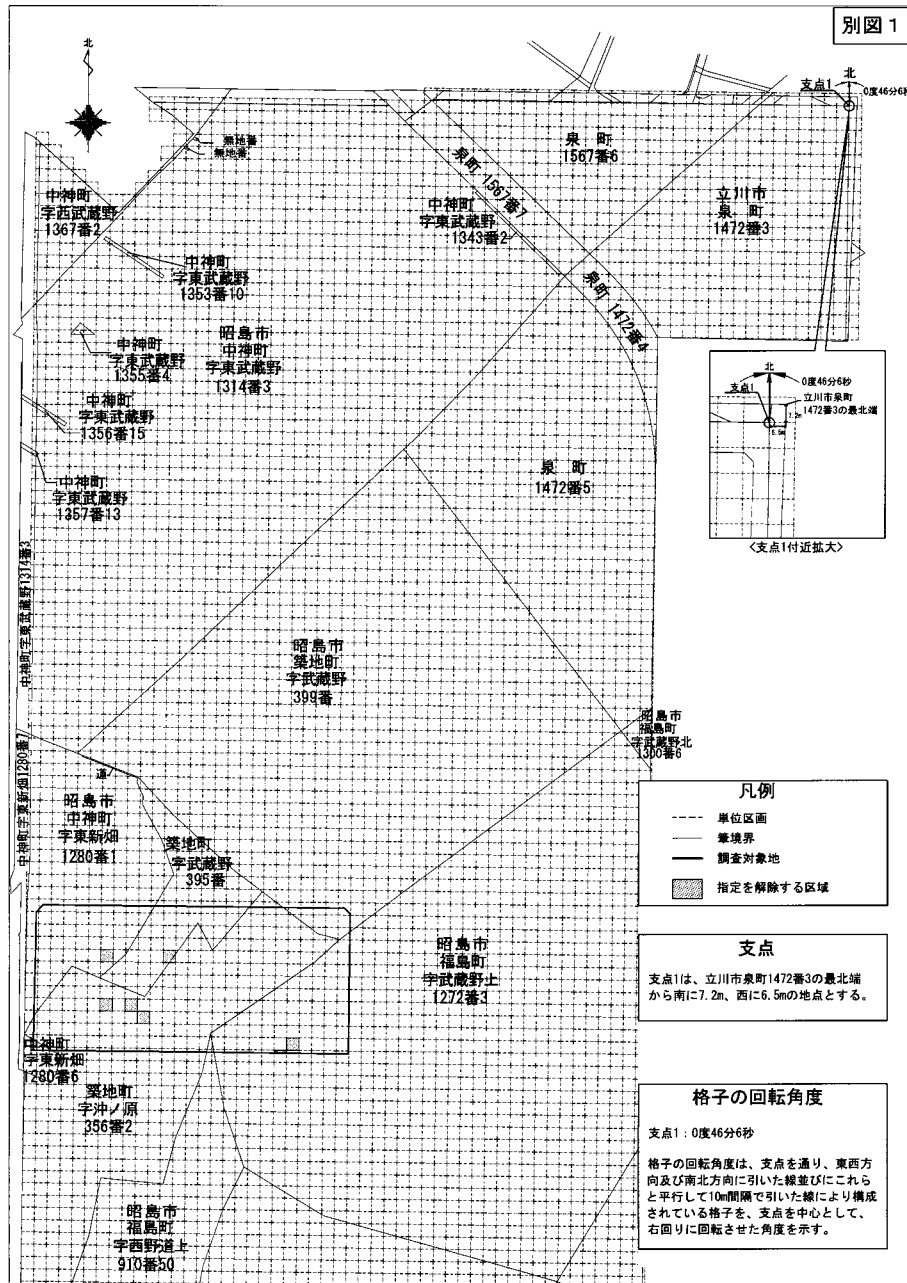 別図1
北
北
支点1
0度46分6秒
無地番
無地番
泉町
1567番6
泉町 1567番7
中神町
字西武蔵野
1367番2
中神町
字東武蔵野
1343番2
立川市
泉町
1472番3
中神町
字東武蔵野
1353番10
泉町 1472番4
中神町
字東武蔵野
1355番4
昭島市
中神町
字東武蔵野
1314番3
中神町
字東武蔵野
1356番15
中神町
字東武蔵野
1357番13
泉町
1472番5
北
0度46分6秒
支点1
立川市泉町
1472番3の最北端
7.2m
6.5m
<支点1付近拡大>
中神町字東武蔵野1314番3
昭島市
築地町
字武蔵野
399番
昭島市
福島町
字武蔵野北
1300番6
中神町字東新畑1280番7
道
昭島市
中神町
字東新畑
1280番1
築地町
字武蔵野
395番
凡例
単位区画
筆境界
調査対象地
指定を解除する区域
昭島市
福島町
字武蔵野上
1272番3
支点
支点1は、立川市泉町1472番3の最北端
から南に7.2m、西に6.5mの地点とする。
中神町
字東新畑
1280番6
築地町
字沖ノ原
356番2
格子の回転角度
支点1:0度46分6秒
格子の回転角度は、支点を通り、東西方
向及び南北方向に引いた線並びにこれら
と平行して10m間隔で引いた線により構成
されている格子を、支点を中心として、
右回りに回転させた角度を示す。
昭島市
福島町
字西野道上
910番50